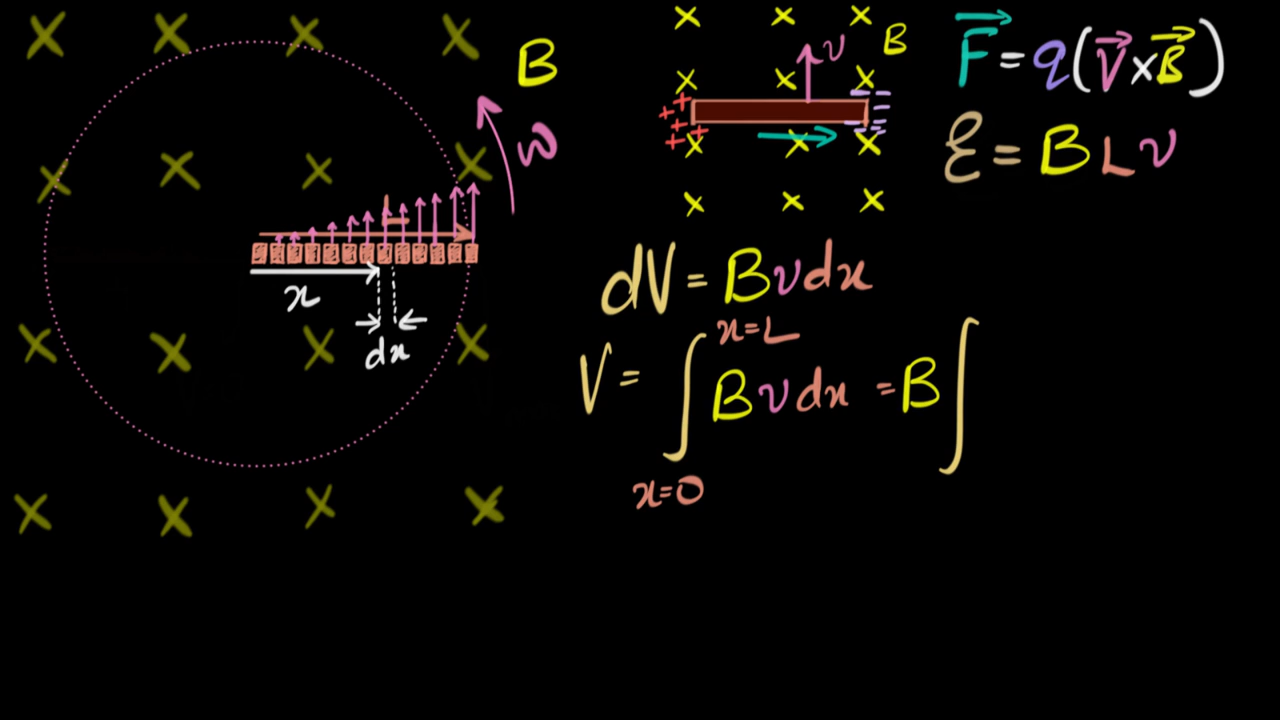 B
ω
x
dx
L
B
v
F = q(V×B)
ℰ = BLv
dV = Bvdx
V = ∫ x=0 x=L Bvdx = B∫